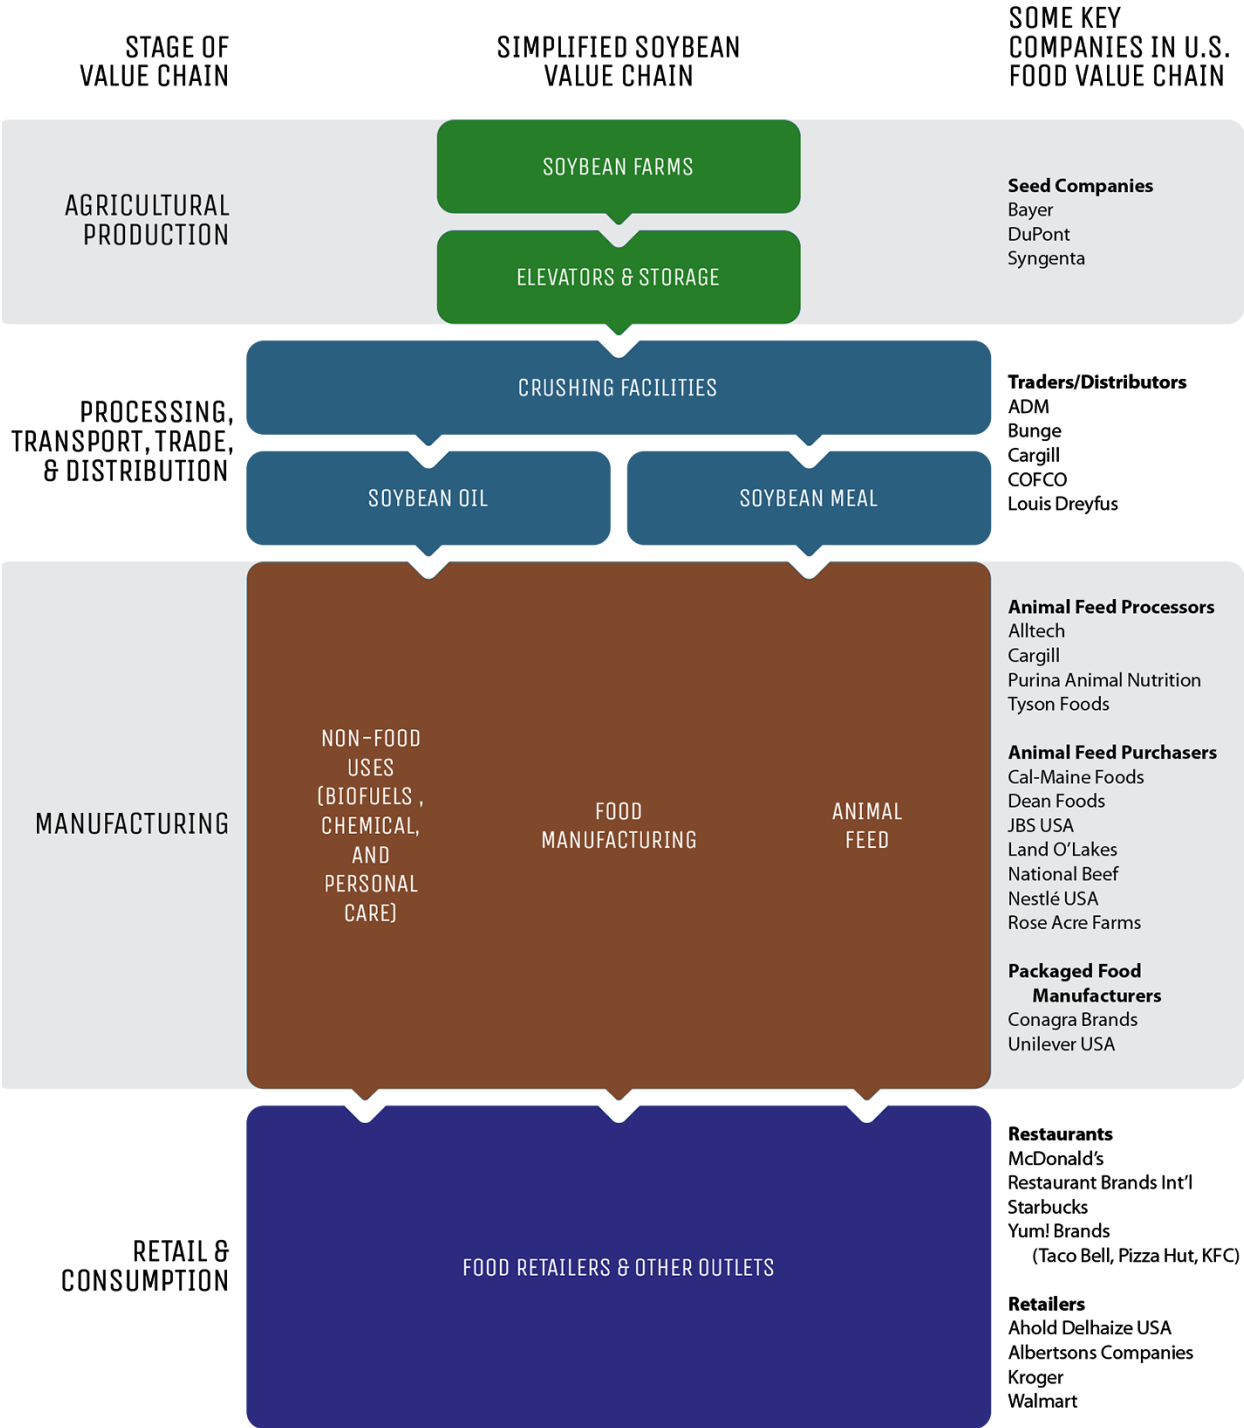 STAGE OF
VALUE CHAIN
SIMPLIFIED SOYBEAN
VALUE CHAIN
SOME KEY
COMPANIES IN U.S.
FOOD VALUE CHAIN
AGRICULTURAL
PRODUCTION
SOYBEAN FARMS
ELEVATORS & STORAGE
Seed Companies
Bayer
DuPont
Syngenta
PROCESSING,
TRANSPORT, TRADE,
& DISTRIBUTION
CRUSHING FACILITIES
SOYBEAN OIL
SOYBEAN MEAL
Traders/Distributors
ADM
Bunge
Cargill
COFCO
Louis Dreyfus
MANUFACTURING
NON-FOOD
USES
(BIOFUELS ,
CHEMICAL,
AND
PERSONAL
CARE)
FOOD
MANUFACTURING
ANIMAL
FEED
Animal Feed Processors
Alltech
Cargill
Purina Animal Nutrition
Tyson Foods
Animal Feed Purchasers
Cal-Maine Foods
Dean Foods
JBS USA
Land O’Lakes
National Beef
Nestlé USA
Rose Acre Farms
Packaged Food
Manufacturers
Conagra Brands
Unilever USA
RETAIL &
CONSUMPTION
FOOD RETAILERS & OTHER OUTLETS
Restaurants
McDonald’s
Restaurant Brands Int’l
Starbucks
Yum! Brands
(Taco Bell, Pizza Hut, KFC)
Retailers
Ahold Delhaize USA
Albertsons Companies
Kroger
Walmart